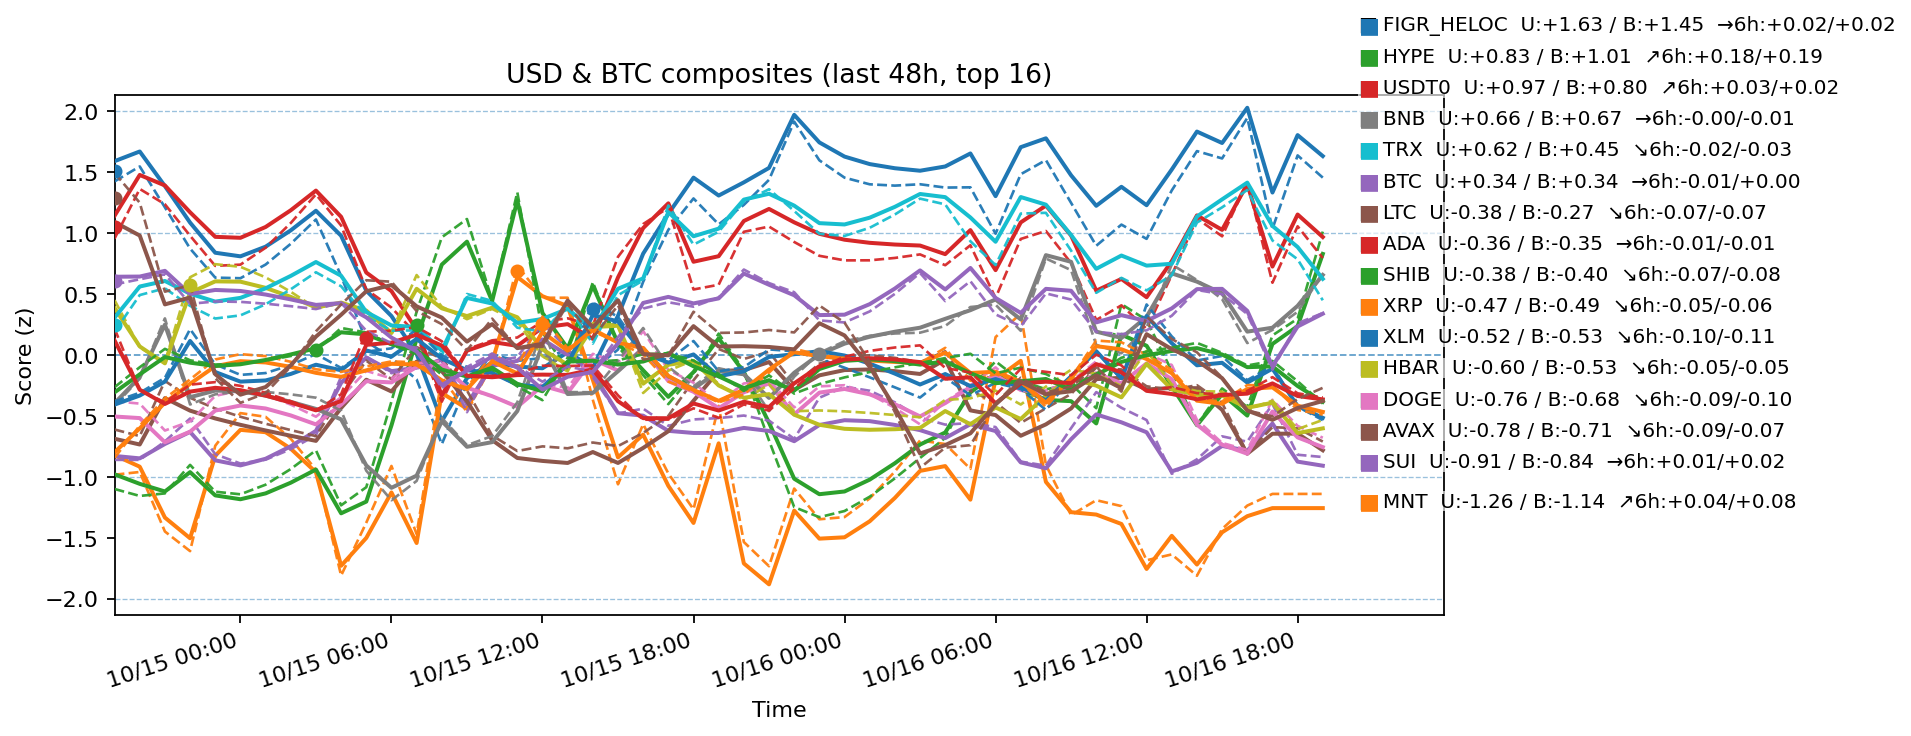 USD & BTC composites (last 48h, top 16)
FIGR_HELOC U:+1.63 / B:+1.45 →6h:+0.02/+0.02
HYPE U:+0.83 / B:+1.01 ↗6h:+0.18/+0.19
USDT0 U:+0.97 / B:+0.80 ↗6h:+0.03/+0.02
BNB U:+0.66 / B:+0.67 →6h:-0.00/-0.01
TRX U:+0.62 / B:+0.45 ↘6h:-0.02/-0.03
BTC U:+0.34 / B:+0.34 →6h:-0.01/+0.00
LTC U:-0.38 / B:-0.27 ↘6h:-0.07/-0.07
ADA U:-0.36 / B:-0.35 →6h:-0.01/-0.01
SHIB U:-0.38 / B:-0.40 ↘6h:-0.07/-0.08
XRP U:-0.47 / B:-0.49 ↘6h:-0.05/-0.06
XLM U:-0.52 / B:-0.53 ↘6h:-0.10/-0.11
HBAR U:-0.60 / B:-0.53 ↘6h:-0.05/-0.05
DOGE U:-0.76 / B:-0.68 ↘6h:-0.09/-0.10
AVAX U:-0.78 / B:-0.71 ↘6h:-0.09/-0.07
SUI U:-0.91 / B:-0.84 →6h:+0.01/+0.02
MNT U:-1.26 / B:-1.14 ↗6h:+0.04/+0.08
Score (z)
2.0
1.5
1.0
0.5
0.0
−0.5
−1.0
−1.5
−2.0
10/15 00:00
10/15 06:00
10/15 12:00
10/15 18:00
10/16 00:00
10/16 06:00
10/16 12:00
10/16 18:00
Time